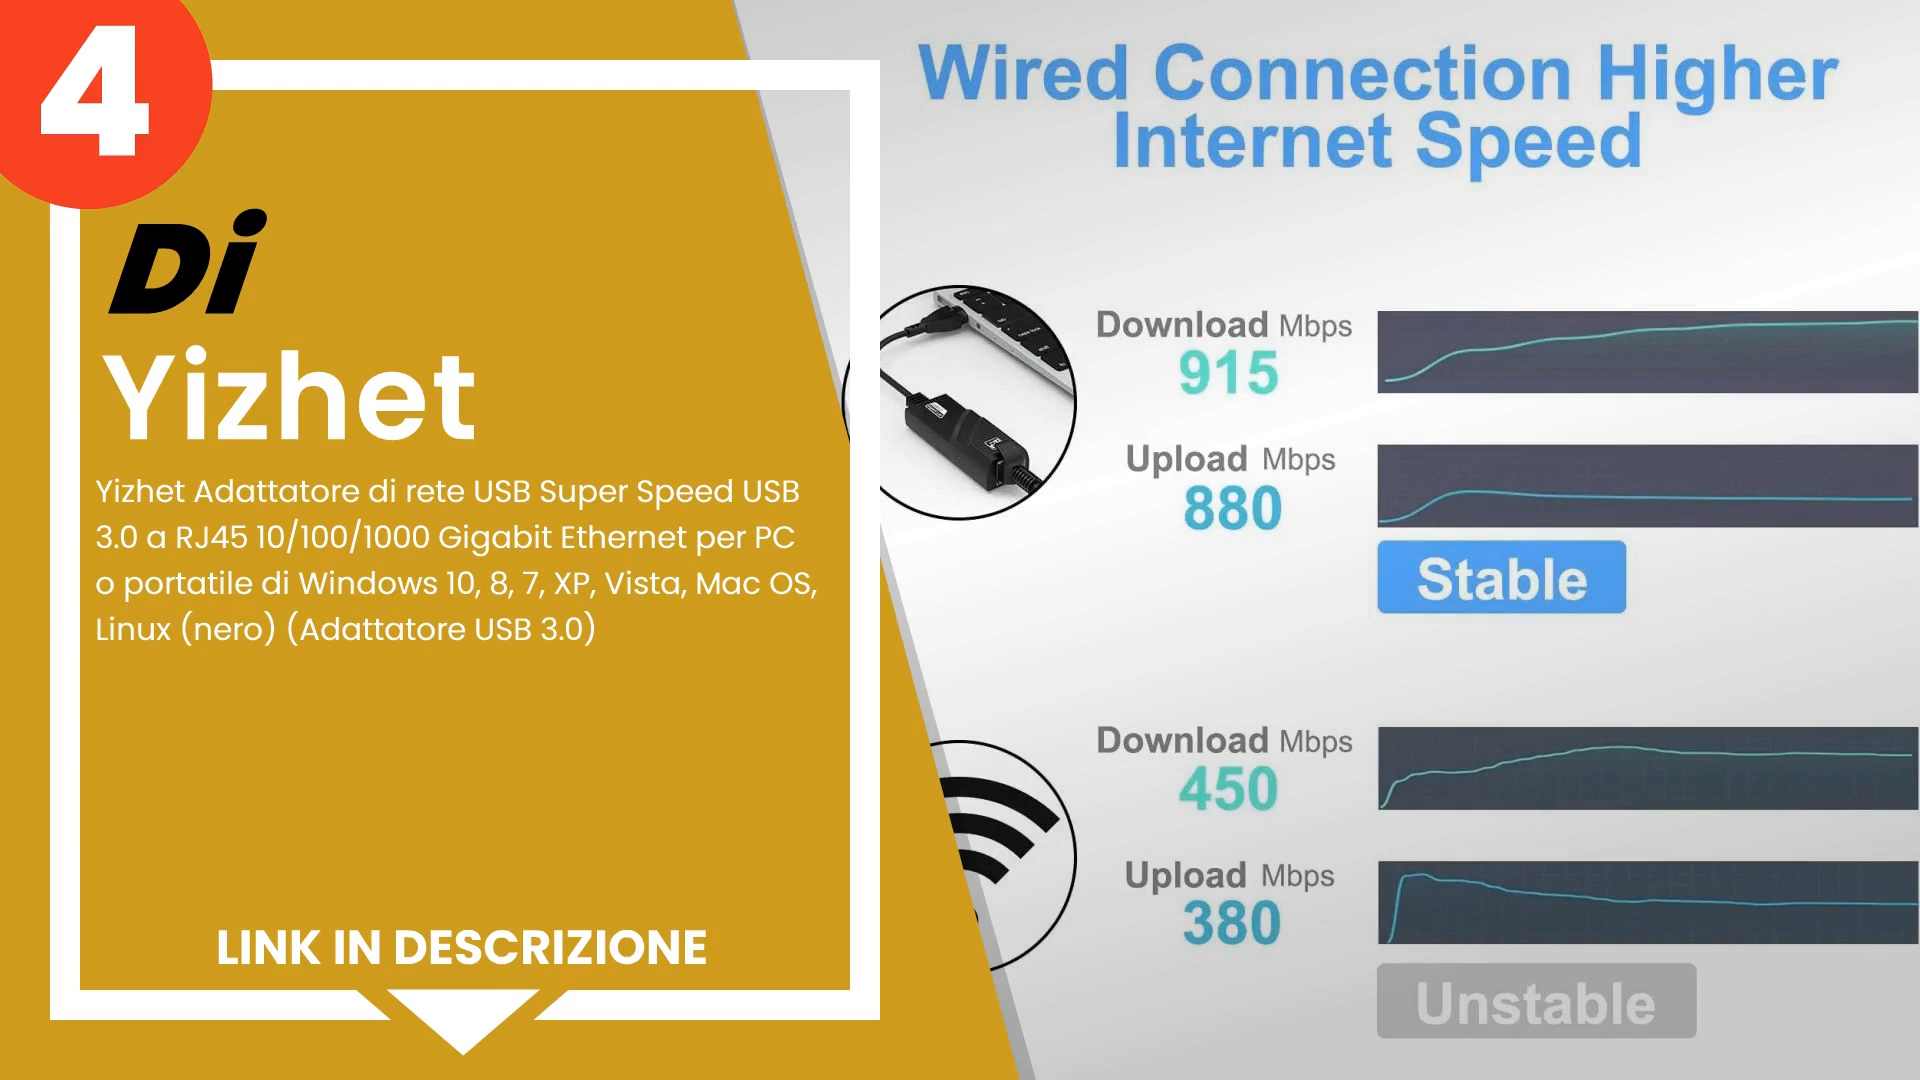 4
Di
Yizhet
Yizhet Adattatore di rete USB Super Speed USB
3.0 a RJ45 10/100/1000 Gigabit Ethernet per PC
o portatile di Windows 10, 8, 7, XP, Vista, Mac OS,
Linux (nero) (Adattatore USB 3.0)
LINK IN DESCRIZIONE
Wired Connection Higher
Internet Speed
Download Mbps
915
Upload Mbps
880
Stable
Download Mbps
450
Upload Mbps
380
Unstable